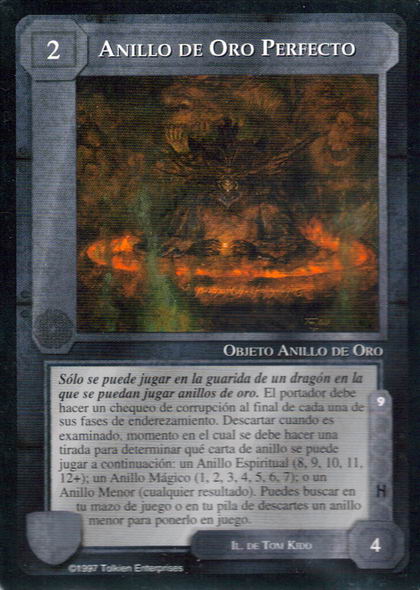 2
ANILLO DE ORO PERFECTO
OBJETO ANILLO DE ORO
Sólo se puede jugar en la guarida de un dragón en la
que se puedan jugar anillos de oro. El portador debe
hacer un chequeo de corrupción al final de cada una de
sus fases de enderezamiento. Descartar cuando es
examinado, momento en el cual se debe hacer una
tirada para determinar qué carta de anillo se puede
jugar a continuación: un Anillo Espiritual (8, 9, 10, 11,
12+); un Anillo Mágico (1, 2, 3, 4, 5, 6, 7); o un
Anillo Menor (cualquier resultado). Puedes buscar en
tu mazo de juego o en tu pila de descartes un anillo
menor para ponerlo en juego.
9
H
IL. DE TOM KIDD
4
©1997 Tolkien Enterprises